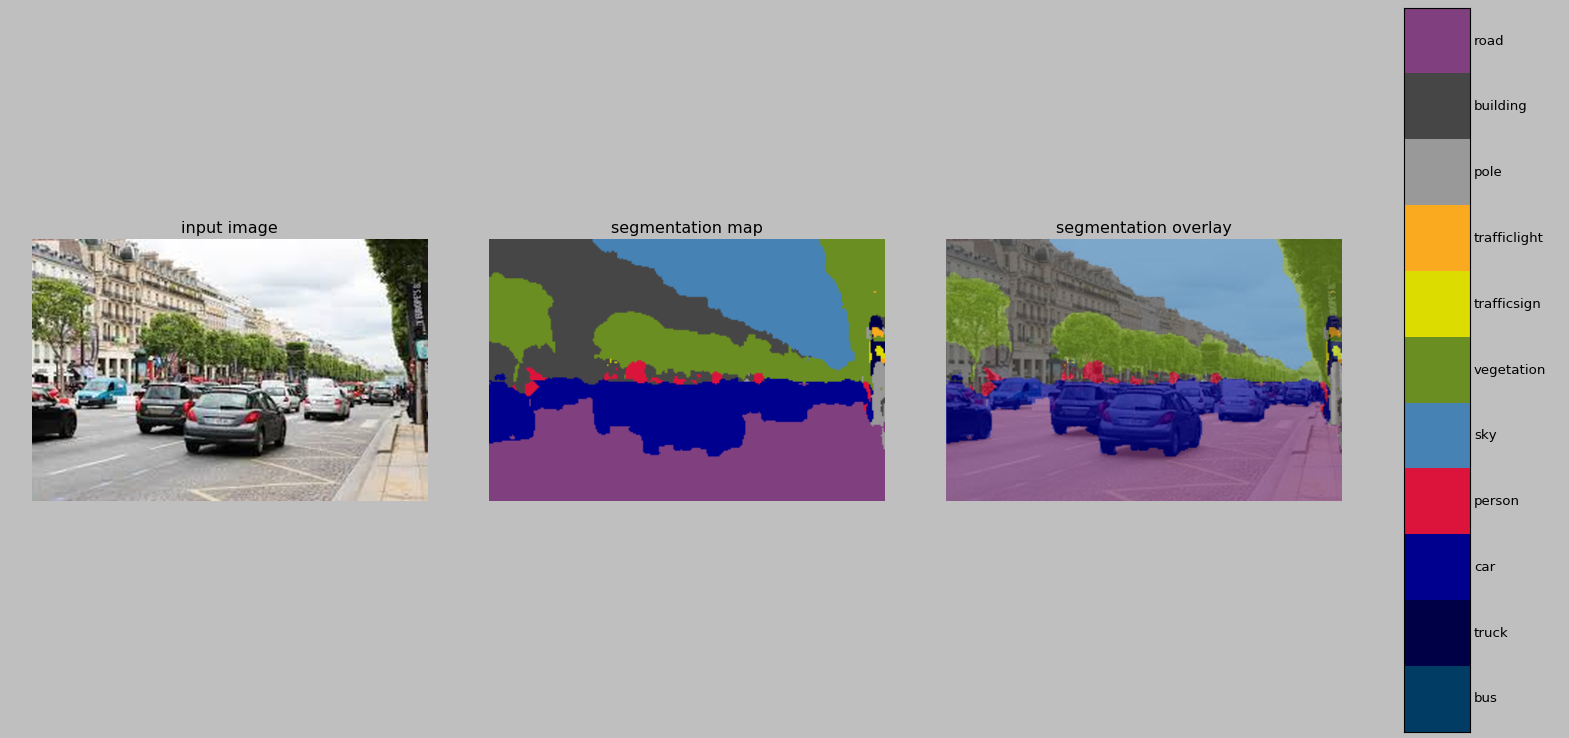 input image
segmentation map
segmentation overlay
road
building
pole
trafficlight
trafficsign
vegetation
sky
person
car
truck
bus